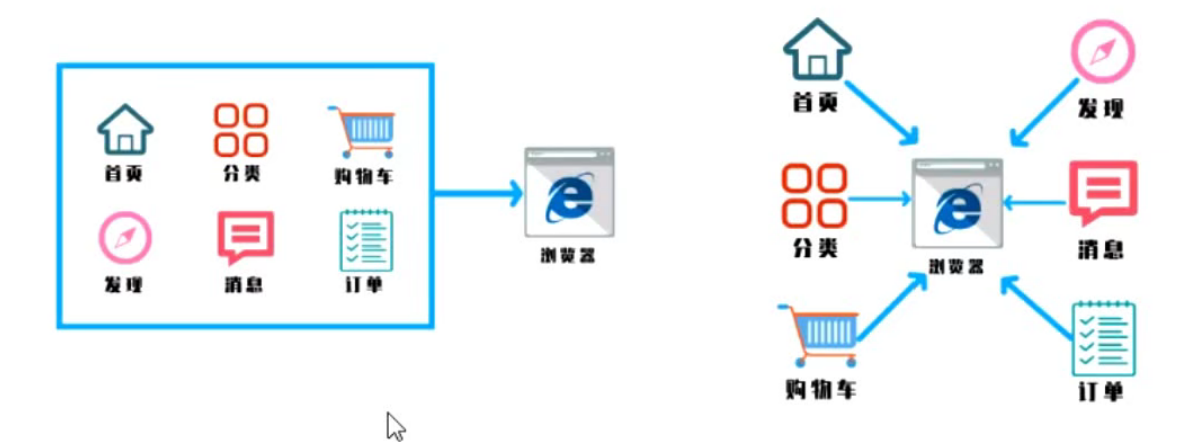 首页 分类 购物车
发现 消息 订单
浏览器
首页
发现
分类
消息
浏览器
购物车
订单